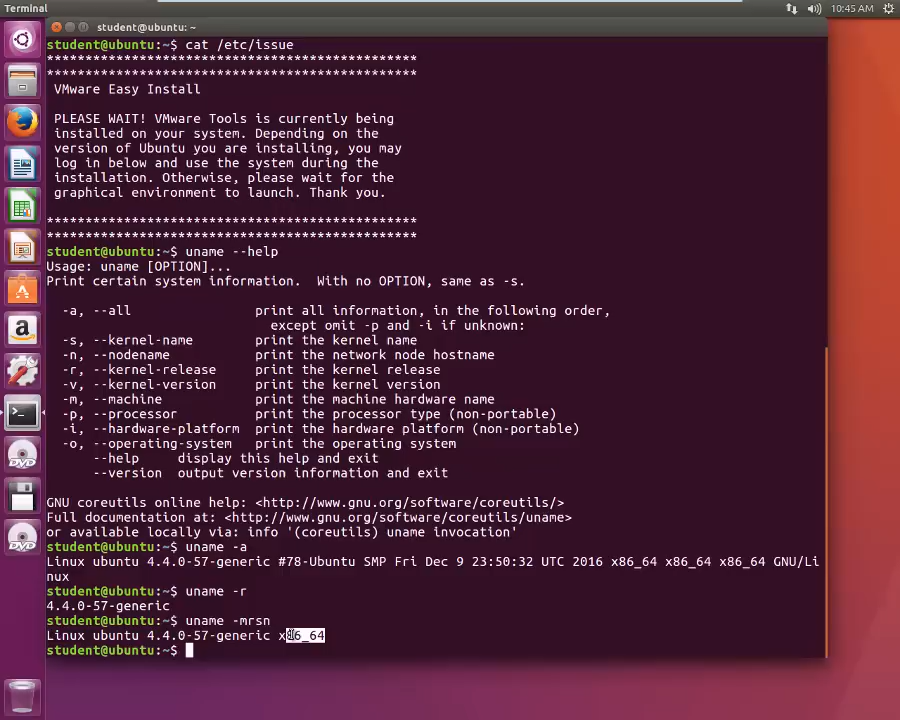 Terminal
10:45 AM
student@ubuntu: ~
student@ubuntu:~$ cat /etc/issue
************************************************
************************************************
VMware Easy Install
PLEASE WAIT! VMware Tools is currently being
installed on your system. Depending on the
version of Ubuntu you are installing, you may
log in below and use the system during the
installation. Otherwise, please wait for the
graphical environment to launch. Thank you.
************************************************
************************************************
student@ubuntu:~$ uname --help
Usage: uname [OPTION]...
Print certain system information.  With no OPTION, same as -s.
-a, --all                print all information, in the following order,
except omit -p and -i if unknown:
-s, --kernel-name        print the kernel name
-n, --nodename           print the network node hostname
-r, --kernel-release     print the kernel release
-v, --kernel-version     print the kernel version
-m, --machine            print the machine hardware name
-p, --processor          print the processor type (non-portable)
-i, --hardware-platform  print the hardware platform (non-portable)
-o, --operating-system   print the operating system
--help     display this help and exit
--version  output version information and exit
GNU coreutils online help: <http://www.gnu.org/software/coreutils/>
Full documentation at: <http://www.gnu.org/software/coreutils/uname>
or available locally via: info '(coreutils) uname invocation'
student@ubuntu:~$ uname -a
Linux ubuntu 4.4.0-57-generic #78-Ubuntu SMP Fri Dec 9 23:50:32 UTC 2016 x86_64 x86_64 x86_64 GNU/Li
nux
student@ubuntu:~$ uname -r
4.4.0-57-generic
student@ubuntu:~$ uname -mrsn
Linux ubuntu 4.4.0-57-generic x86_64
student@ubuntu:~$
a
>_
DVD
DVD